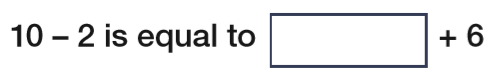 10 – 2 is equal to + 6